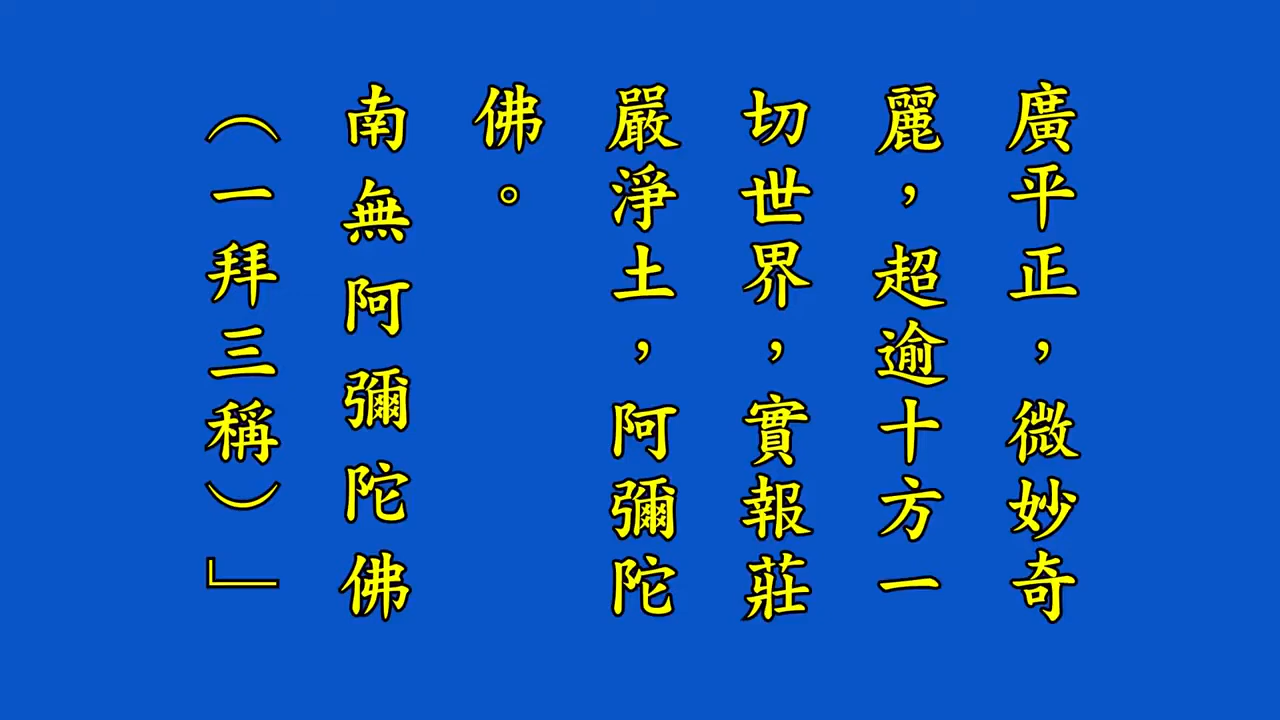 廣平正，微妙奇
麗，超逾十方一
切世界，實報莊
嚴淨土，阿彌陀
佛。
南無阿彌陀佛
（一拜三稱）」